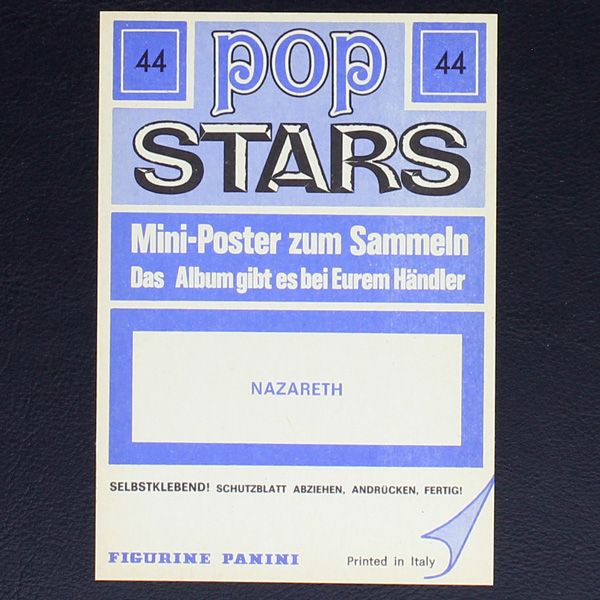 44
44
pop
STARS
Mini-Poster zum Sammeln
Das Album gibt es bei Eurem Händler
NAZARETH
SELBSTKLEBEND! SCHUTZBLATT ABZIEHEN, ANDRÜCKEN, FERTIG!
FIGURINE PANINI
Printed in Italy